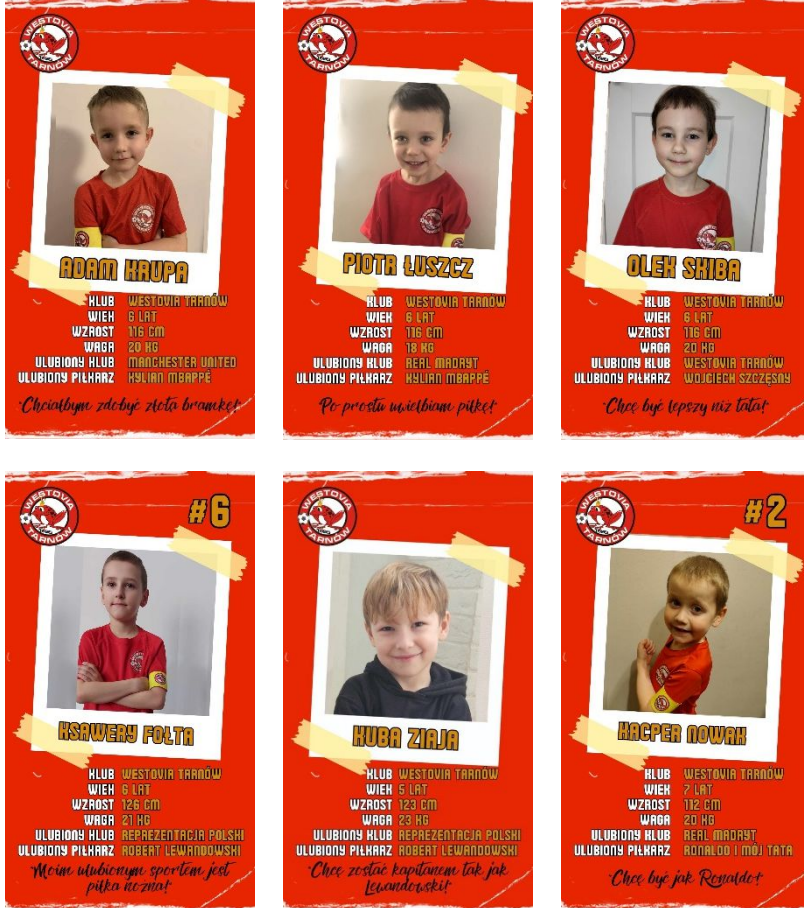 WESTOVIA
TARNÓW
ADAM KRUPA
KLUB WESTOVIA TARNÓW
WIEK 6 LAT
WZROST 116 CM
WAGA 20 KG
ULUBIONY KLUB MANCHESTER UNITED
ULUBIONY PIŁKARZ KYLIAN MBAPPÉ
"Chciałbym zdobyć złotą bramkę!"
WESTOVIA
TARNÓW
PIOTR ŁUSZCZ
KLUB WESTOVIA TARNÓW
WIEK 6 LAT
WZROST 116 CM
WAGA 18 KG
ULUBIONY KLUB REAL MADRYT
ULUBIONY PIŁKARZ KYLIAN MBAPPÉ
"Po prostu uwielbiam piłkę!"
WESTOVIA
TARNÓW
OLEK SKIBA
KLUB WESTOVIA TARNÓW
WIEK 6 LAT
WZROST 116 CM
WAGA 20 KG
ULUBIONY KLUB WESTOVIA TARNÓW
ULUBIONY PIŁKARZ WOJCIECH SZCZĘSNY
"Chcę być lepszy niż tata!"
WESTOVIA
TARNÓW
#6
KSAWERY FOŁTA
KLUB WESTOVIA TARNÓW
WIEK 6 LAT
WZROST 126 CM
WAGA 21 KG
ULUBIONY KLUB REPREZENTACJA POLSKI
ULUBIONY PIŁKARZ ROBERT LEWANDOWSKI
"Moim ulubionym sportem jest
piłka nożna!"
WESTOVIA
TARNÓW
KUBA ZIAJA
KLUB WESTOVIA TARNÓW
WIEK 5 LAT
WZROST 123 CM
WAGA 23 KG
ULUBIONY KLUB REPREZENTACJA POLSKI
ULUBIONY PIŁKARZ ROBERT LEWANDOWSKI
"Chcę zostać kapitanem tak jak
Lewandowski!"
WESTOVIA
TARNÓW
#2
KACPER NOWAK
KLUB WESTOVIA TARNÓW
WIEK 7 LAT
WZROST 112 CM
WAGA 20 KG
ULUBIONY KLUB REAL MADRYT
ULUBIONY PIŁKARZ RONALDO I MÓJ TATA
"Chcę być jak Ronaldo!"